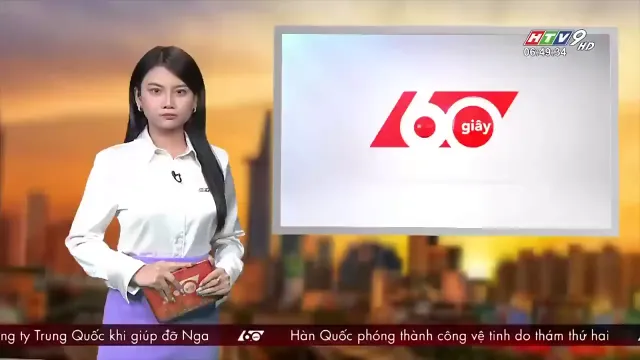 HTV9 HD
06:49:34
60 giây
ng ty Trung Quốc khi giúp đỡ Nga 60 Hàn Quốc phóng thành công vệ tinh do thám thứ hai